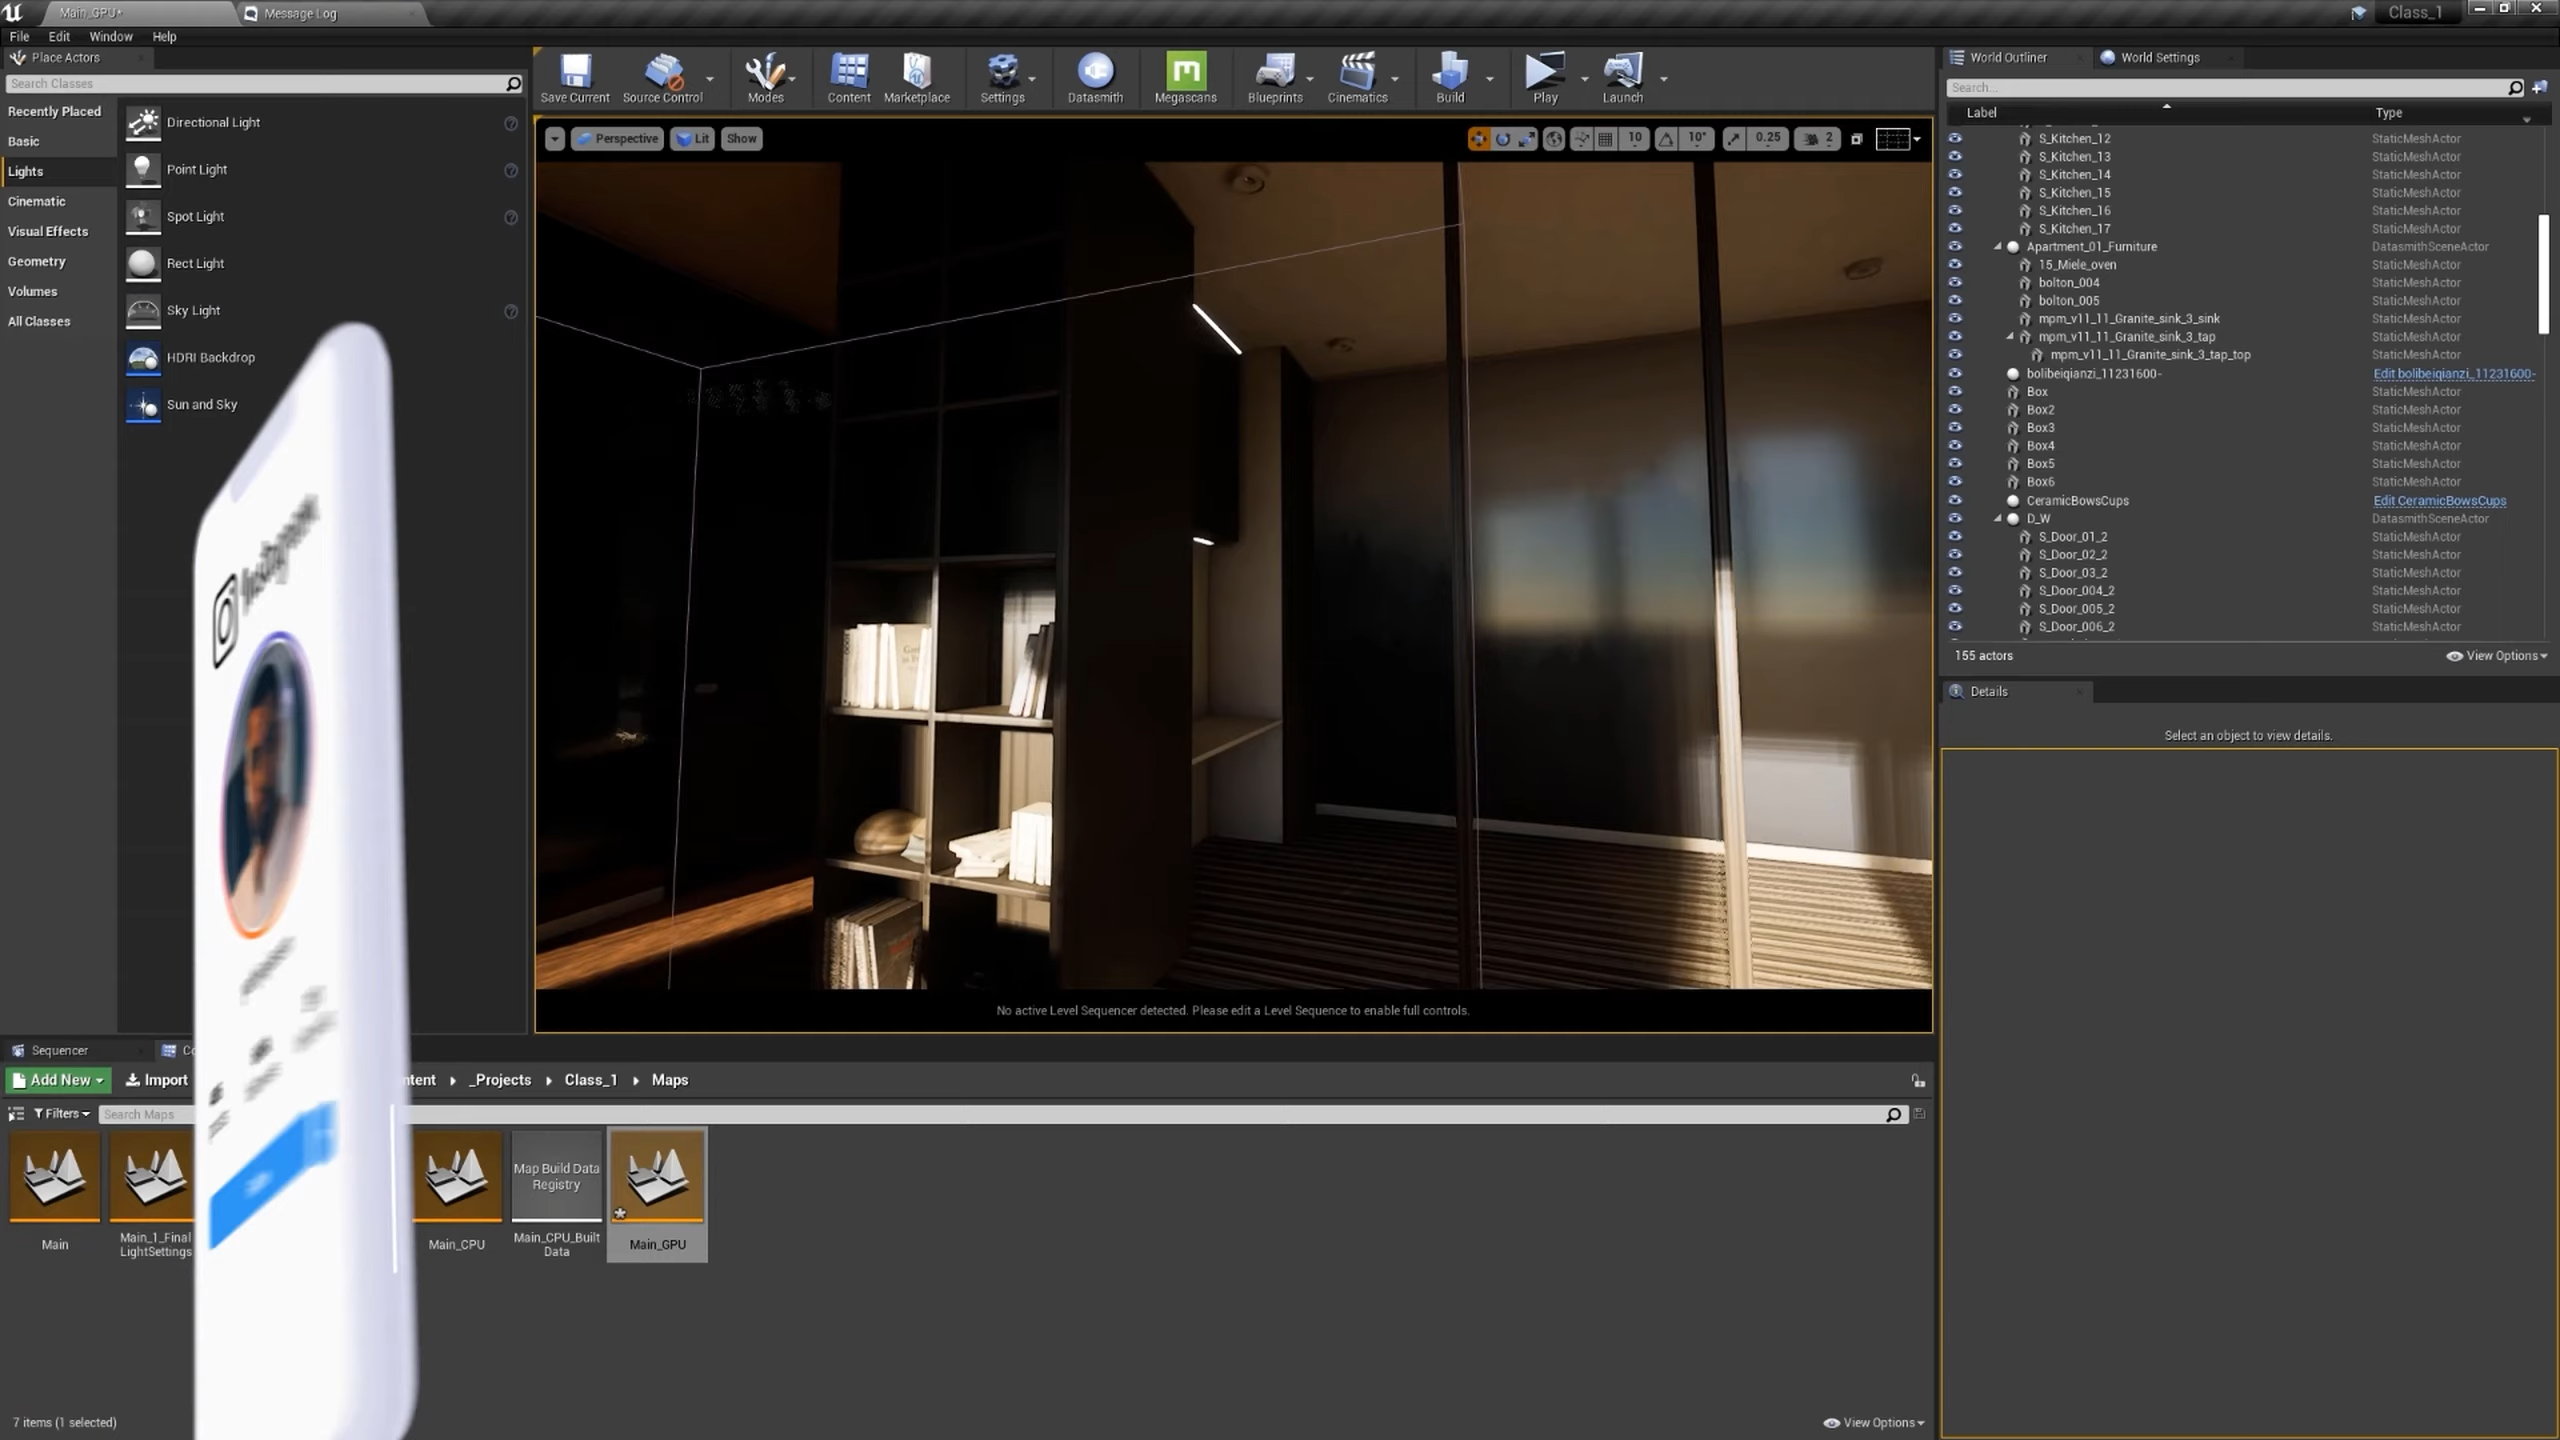 Main_GPU*
Message Log
Class_1
File Edit Window Help
Place Actors
World Outliner
World Settings
Search Classes
Save Current
Source Control
Modes
Content
Marketplace
Settings
Datasmith
Megascans
Blueprints
Cinematics
Build
Play
Launch
Search...
Recently Placed
Basic
Lights
Cinematic
Visual Effects
Geometry
Volumes
All Classes
Directional Light
Point Light
Spot Light
Rect Light
Sky Light
HDRI Backdrop
Sun and Sky
Perspective
Lit
Show
10
10°
0.25
2
Label Type
S_Kitchen_12 StaticMeshActor
S_Kitchen_13 StaticMeshActor
S_Kitchen_14 StaticMeshActor
S_Kitchen_15 StaticMeshActor
S_Kitchen_16 StaticMeshActor
S_Kitchen_17 StaticMeshActor
Apartment_01_Furniture DatasmithSceneActor
15_Miele_oven StaticMeshActor
bolton_004 StaticMeshActor
bolton_005 StaticMeshActor
mpm_v11_11_Granite_sink_3_sink StaticMeshActor
mpm_v11_11_Granite_sink_3_tap StaticMeshActor
mpm_v11_11_Granite_sink_3_tap_top StaticMeshActor
bolibeiqianzi_11231600- Edit bolibeiqianzi_11231600-
Box StaticMeshActor
Box2 StaticMeshActor
Box3 StaticMeshActor
Box4 StaticMeshActor
Box5 StaticMeshActor
Box6 StaticMeshActor
CeramicBowsCups Edit CeramicBowsCups
D_W DatasmithSceneActor
S_Door_01_2 StaticMeshActor
S_Door_02_2 StaticMeshActor
S_Door_03_2 StaticMeshActor
S_Door_004_2 StaticMeshActor
S_Door_005_2 StaticMeshActor
S_Door_006_2 StaticMeshActor
155 actors View Options
Details
Select an object to view details.
No active Level Sequencer detected. Please edit a Level Sequence to enable full controls.
Sequencer
Co
Add New Import
ntent _Projects Class_1 Maps
Filters
Search Maps
Map Build Data
Registry
Main
Main_1_Final
LightSettings
Main_CPU
Main_CPU_Built
Data
Main_GPU
7 items (1 selected)
View Options